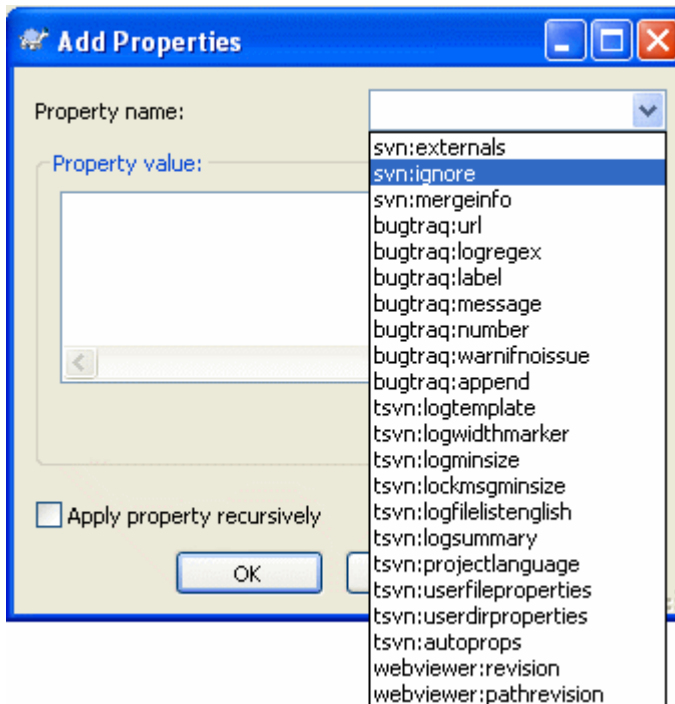 Add Properties
Property name:
svn:externals
Property value:
svn:ignore
svn:mergeinfo
bugtraq:url
bugtraq:logregex
bugtraq:label
bugtraq:message
bugtraq:number
bugtraq:warnifnoissue
bugtraq:append
tsvn:logtemplate
tsvn:logwidthmarker
tsvn:logminsize
tsvn:lockmsgminsize
tsvn:logfilelistenglish
tsvn:logsummary
tsvn:projectlanguage
tsvn:userfileproperties
tsvn:userdirproperties
tsvn:autoprops
webviewer:revision
webviewer:pathrevision
Apply property recursively
OK